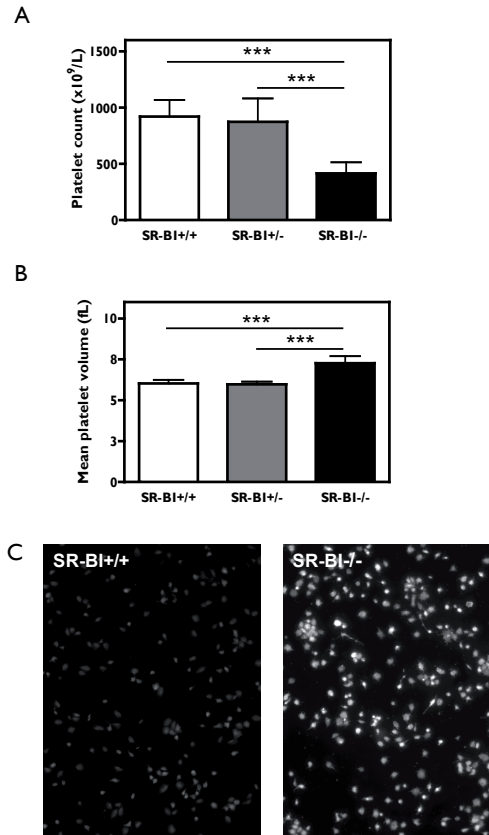 A
Platelet count (x10⁹/L)
1500
1000
500
0
***
***
SR-BI+/+
SR-BI+/-
SR-BI-/-
B
Mean platelet volume (fL)
10
8
5
3
0
***
***
SR-BI+/+
SR-BI+/-
SR-BI-/-
C
SR-BI+/+
SR-BI-/-